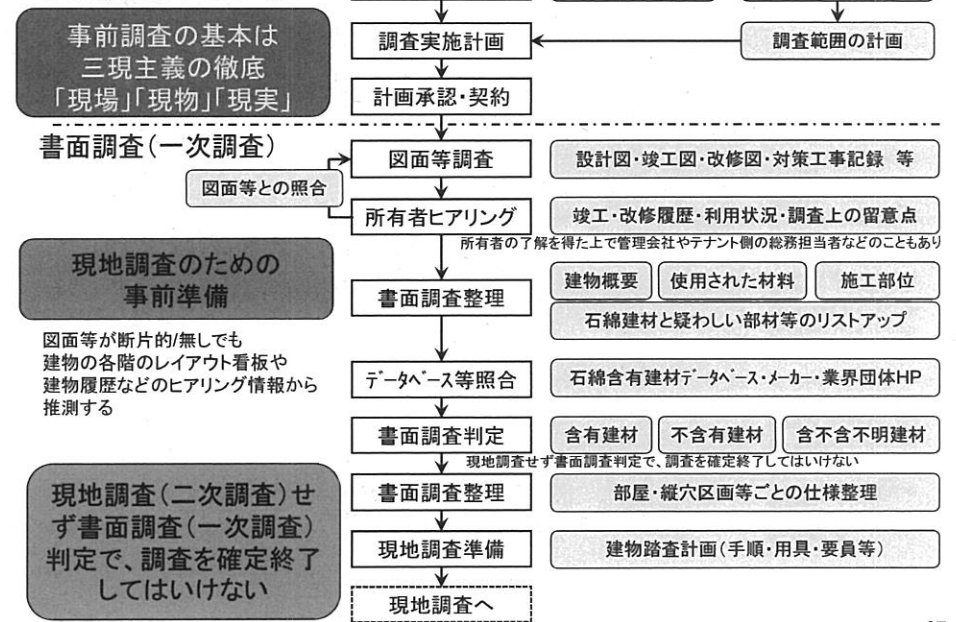 事前調査の基本は
三現主義の徹底
「現場」「現物」「現実」
調査実施計画
調査範囲の計画
計画承認・契約
書面調査(一次調査)
図面等調査
設計図・竣工図・改修図・対策工事記録 等
図面等との照合
所有者ヒアリング
竣工・改修履歴・利用状況・調査上の留意点
所有者の了解を得た上で管理会社やテナント側の総務担当者などのこともあり
現地調査のための
事前準備
書面調査整理
建物概要
使用された材料
施工部位
石綿建材と疑わしい部材等のリストアップ
図面等が断片的/無しでも
建物の各階のレイアウト看板や
建物履歴などのヒアリング情報から
推測する
データベース等照合
石綿含有建材データベース・メーカー・業界団体HP
書面調査判定
含有建材
不含有建材
含不含不明建材
現地調査せず書面調査判定で、調査を確定終了してはいけない
現地調査(二次調査)せ
ず書面調査(一次調査)
判定で、調査を確定終了
してはいけない
書面調査整理
部屋・縦穴区画等ごとの仕様整理
現地調査準備
建物踏査計画(手順・用具・要員等)
現地調査へ